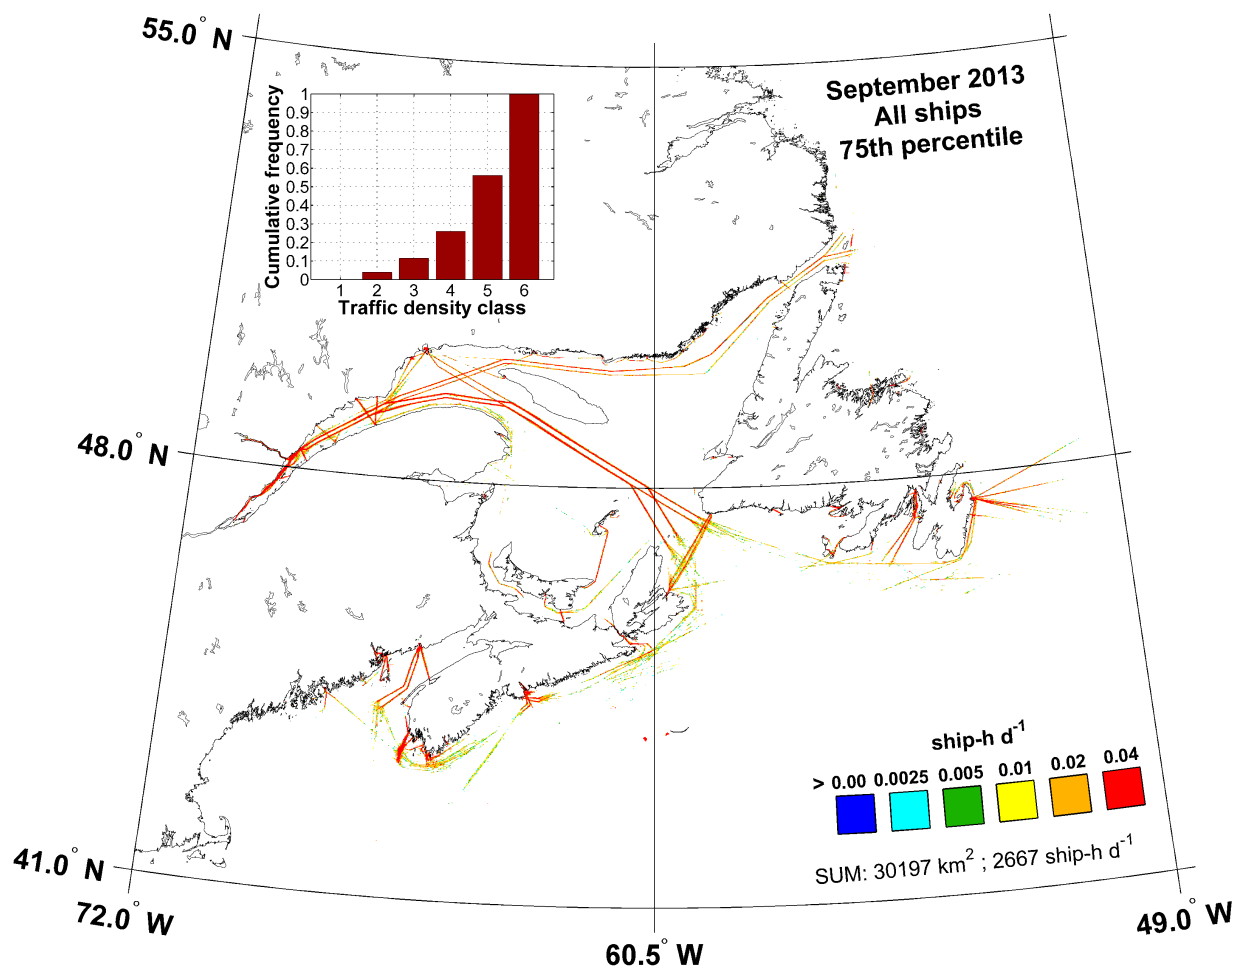 55.0° N
September 2013
All ships
75th percentile
Cumulative frequency
1
0.9
0.8
0.7
0.6
0.5
0.4
0.3
0.2
0.1
0
1 2 3 4 5 6
Traffic density class
48.0° N
ship-h d-1
> 0.00 0.0025 0.005 0.01 0.02 0.04
SUM: 30197 km2 ; 2667 ship-h d-1
41.0° N
72.0° W
60.5° W
49.0° W